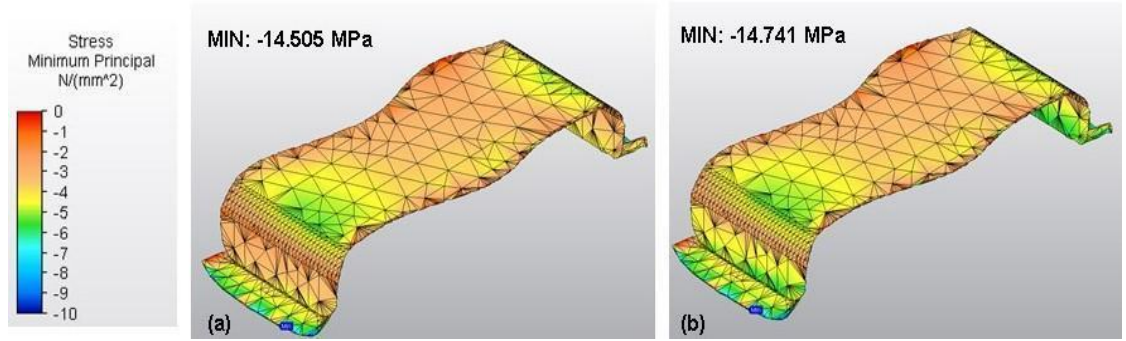 Stress
Minimum Principal
N/(mm^2)
0
-1
-2
-3
-4
-5
-6
-7
-8
-9
-10
MIN: -14.505 MPa
(a)
MIN: -14.741 MPa
(b)